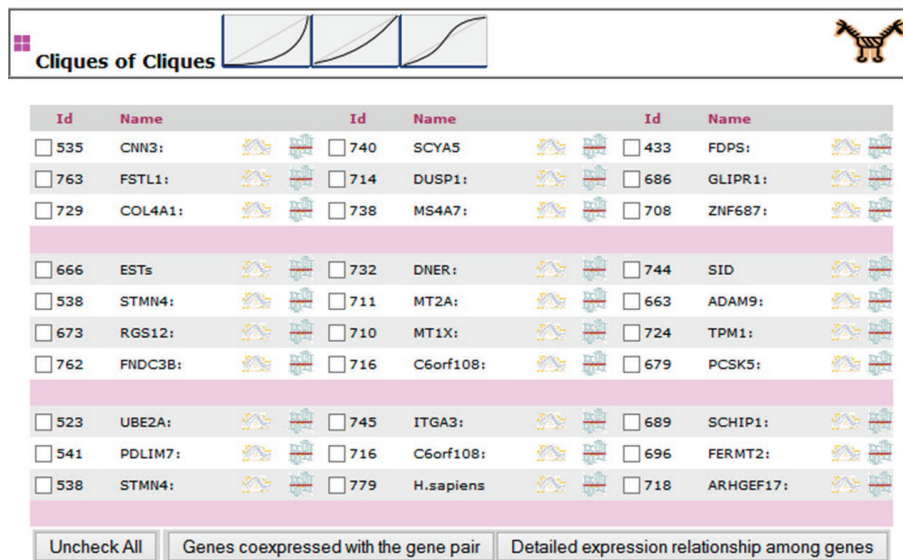 Cliques of Cliques
Id Name Id Name Id Name
535 CNN3: 740 SCYA5 433 FDPS:
763 FSTL1: 714 DUSP1: 686 GLIPR1:
729 COL4A1: 738 MS4A7: 708 ZNF687:
666 ESTs 732 DNER: 744 SID
538 STMN4: 711 MT2A: 663 ADAM9:
673 RGS12: 710 MT1X: 724 TPM1:
762 FNDC3B: 716 C6orf108: 679 PCSK5:
523 UBE2A: 745 ITGA3: 689 SCHIP1:
541 PDLIM7: 716 C6orf108: 696 FERMT2:
538 STMN4: 779 H.sapiens 718 ARHGEF17:
Uncheck All Genes coexpressed with the gene pair Detailed expression relationship among genes